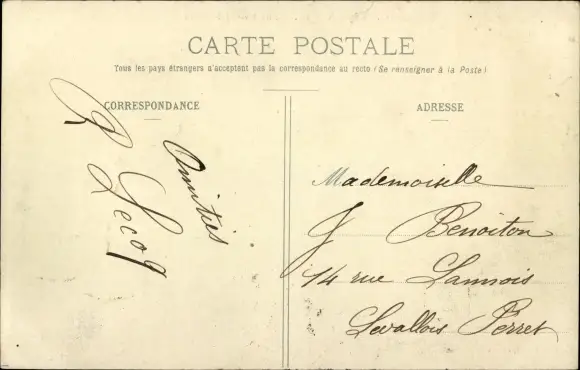 CARTE POSTALE
Tous les pays étrangers n'acceptent pas la correspondance au recto (Se renseigner à la Poste)
CORRESPONDANCE
Amitiés
R Lecoq
ADRESSE
Mademoiselle
J Benoiton
14 rue Lannois
Levallois Perret